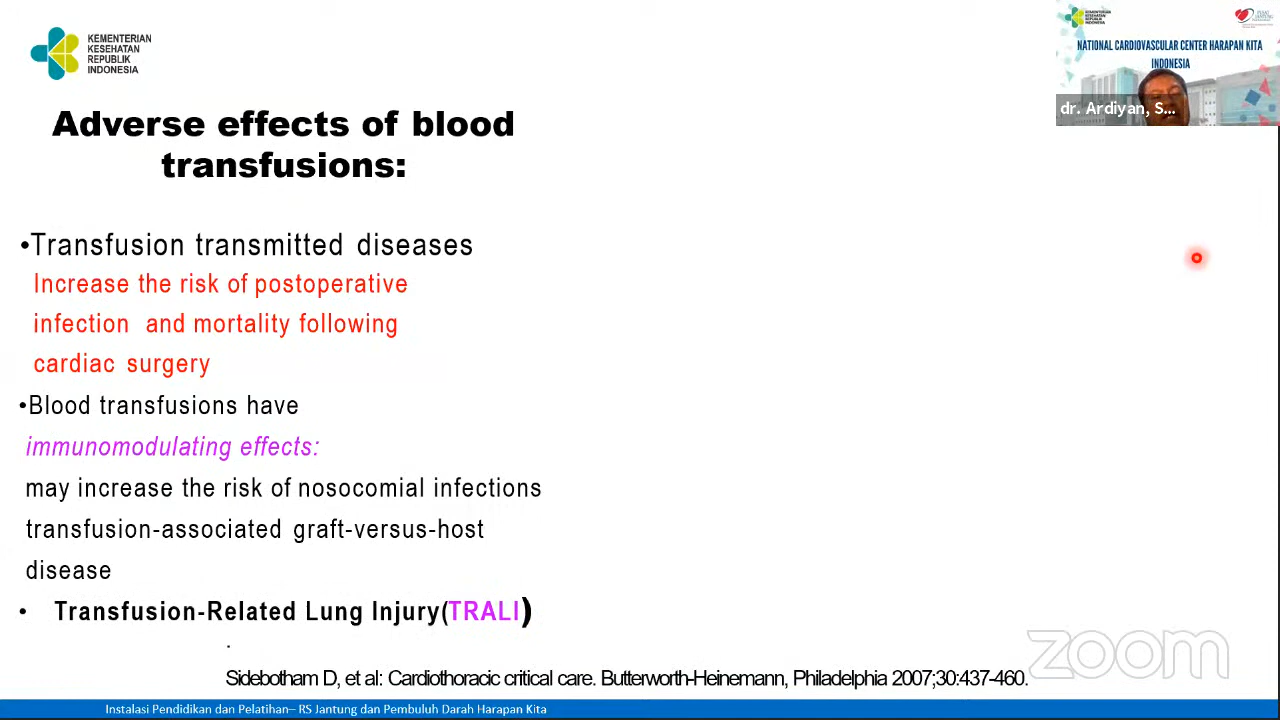 KEMENTERIAN
KESEHATAN
REPUBLIK
INDONESIA
NATIONAL CARDIOVASCULAR CENTER HARAPAN KITA
INDONESIA
dr. Ardiyan, S...
Adverse effects of blood
transfusions:
•Transfusion transmitted diseases
Increase the risk of postoperative
infection and mortality following
cardiac surgery
•Blood transfusions have
immunomodulating effects:
may increase the risk of nosocomial infections
transfusion-associated graft-versus-host
disease
• Transfusion-Related Lung Injury(TRALI)
.
zoom
Sidebotham D, et al: Cardiothoracic critical care. Butterworth-Heinemann, Philadelphia 2007;30:437-460.
Instalasi Pendidikan dan Pelatihan– RS Jantung dan Pembuluh Darah Harapan Kita